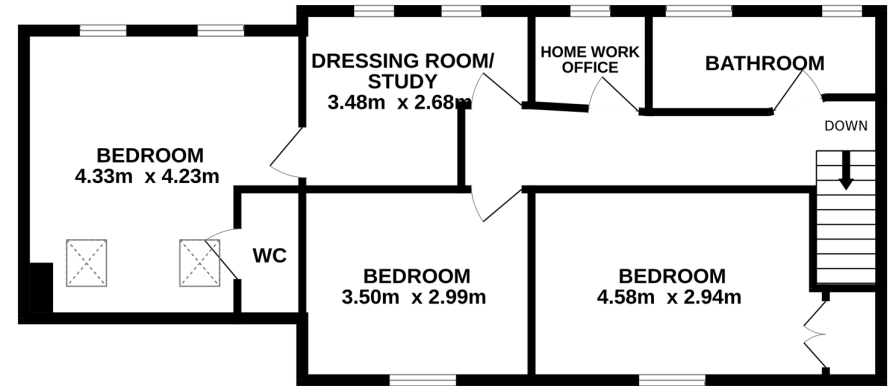 DRESSING ROOM/
STUDY
3.48m x 2.68m
HOME WORK
OFFICE
BATHROOM
DOWN
BEDROOM
4.33m x 4.23m
WC
BEDROOM
3.50m x 2.99m
BEDROOM
4.58m x 2.94m